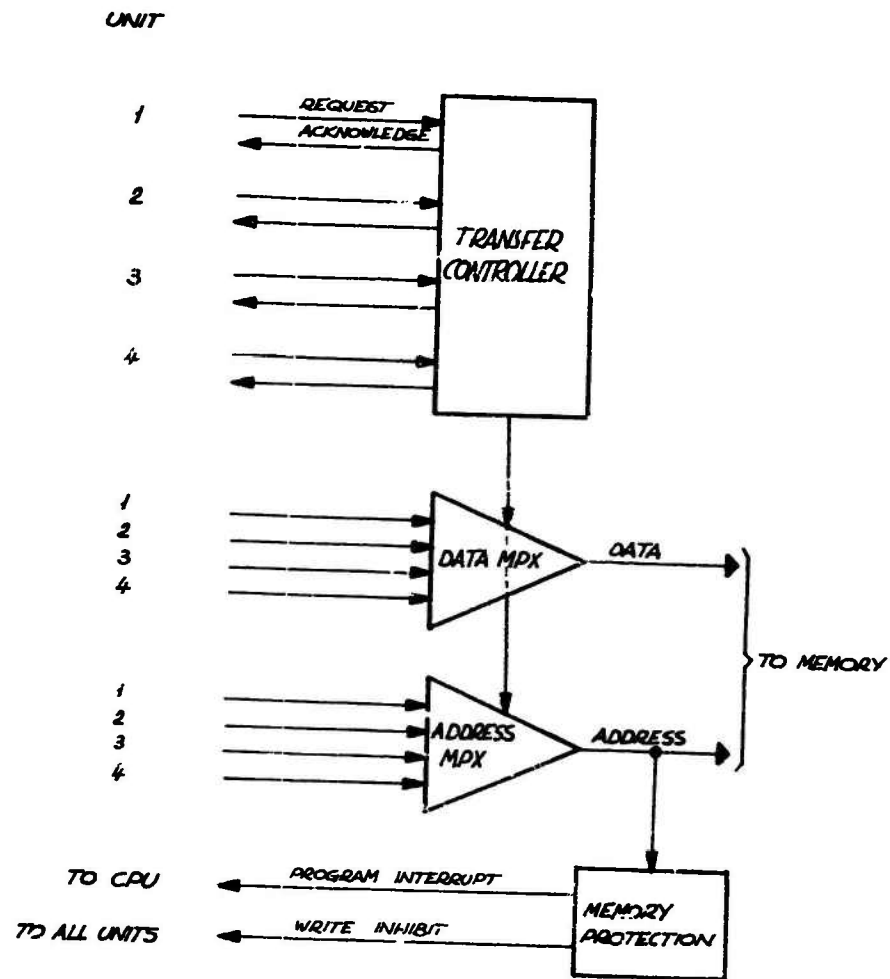 UNIT
1
REQUEST
ACKNOWLEDGE
2
TRANSFER
CONTROLLER
3
4
1
2
3
4
DATA MPX
DATA
TO MEMORY
1
2
3
4
ADDRESS
MPX
ADDRESS
TO CPU
PROGRAM INTERRUPT
MEMORY
PROTECTION
TO ALL UNITS
WRITE INHIBIT